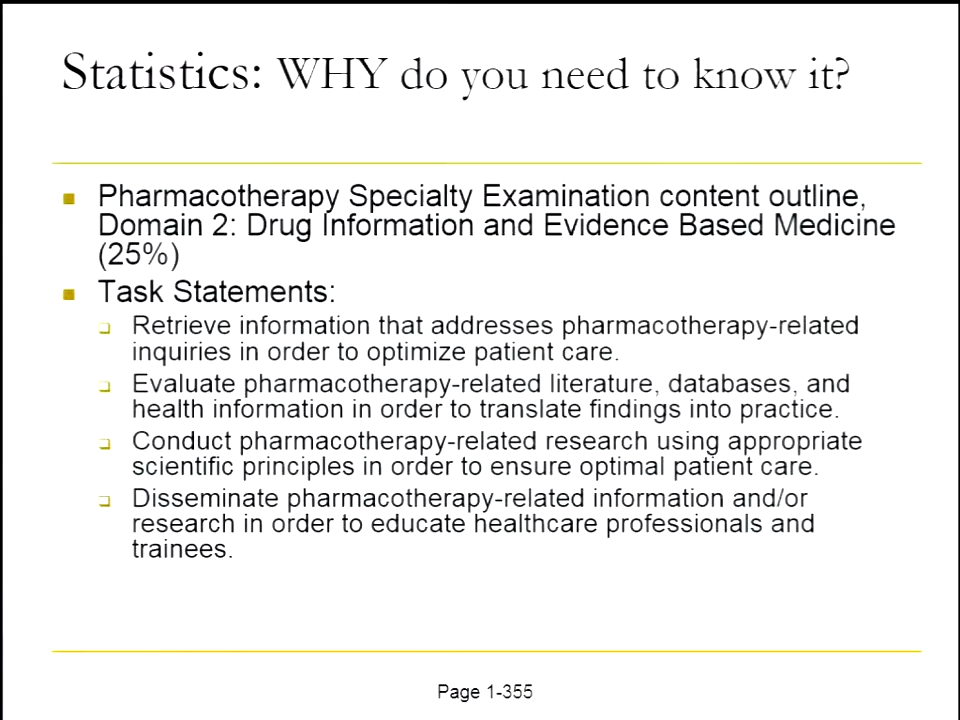 Statistics: WHY do you need to know it?
Pharmacotherapy Specialty Examination content outline,
Domain 2: Drug Information and Evidence Based Medicine
(25%)
Task Statements:
Retrieve information that addresses pharmacotherapy-related
inquiries in order to optimize patient care.
Evaluate pharmacotherapy-related literature, databases, and
health information in order to translate findings into practice.
Conduct pharmacotherapy-related research using appropriate
scientific principles in order to ensure optimal patient care.
Disseminate pharmacotherapy-related information and/or
research in order to educate healthcare professionals and
trainees.
Page 1-355